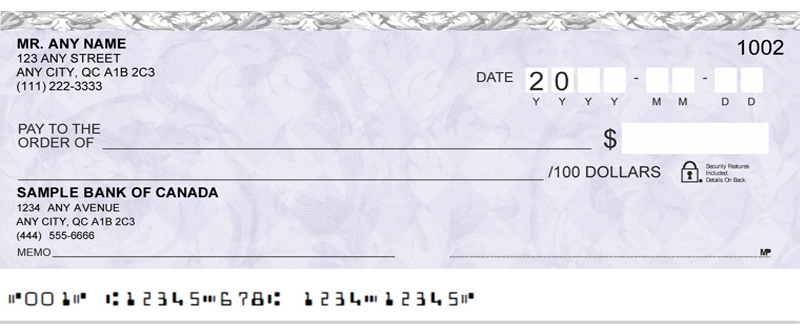 MR. ANY NAME
123 ANY STREET
ANY CITY, QC A1B 2C3
(111) 222-3333
1002
DATE 2 0 - -
Y Y Y Y M M D D
PAY TO THE
ORDER OF $
/100 DOLLARS
Security Features
Included
Details On Back.
SAMPLE BANK OF CANADA
1234 ANY AVENUE
ANY CITY, QC A1B 2C3
(444) 555-6666
MEMO
MP
⑈001⑈ ⑆12345⑉678⑆ 1234⑉12345⑈